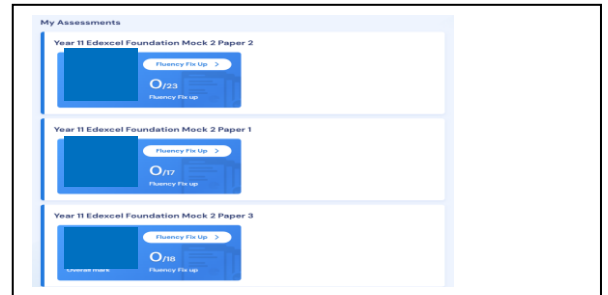 My Assessments
Year 11 Edexcel Foundation Mock 2 Paper 2
Fluency Fix Up >
0/23
Fluency Fix up
Year 11 Edexcel Foundation Mock 2 Paper 1
Fluency Fix Up >
0/17
Fluency Fix up
Year 11 Edexcel Foundation Mock 2 Paper 3
Fluency Fix Up >
0/18
Overall mark Fluency Fix up